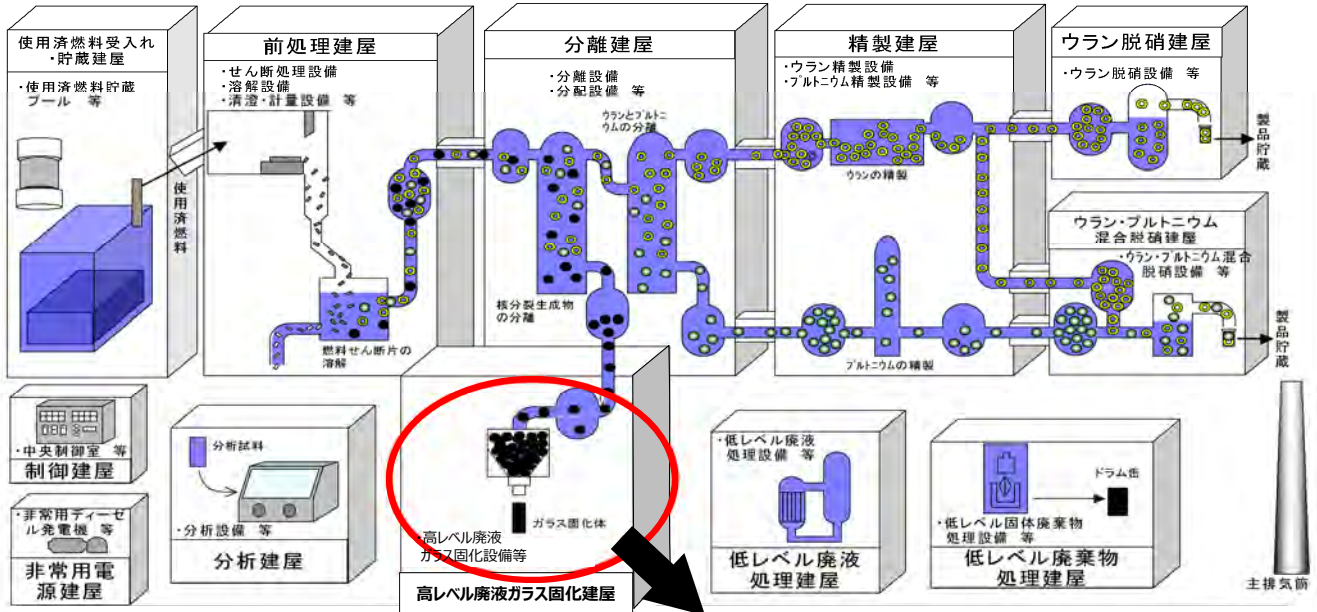 使用済燃料受入れ
・貯蔵建屋
・使用済燃料貯蔵
プール 等
使用済燃料
前処理建屋
・せん断処理設備
・溶解設備
・清澄・計量設備 等
燃料せん断片の
溶解
分離建屋
・分離設備
・分配設備 等
ウランとプルトニ
ウムの分離
核分裂生成物
の分離
精製建屋
・ウラン精製設備
・プルトニウム精製設備 等
ウランの精製
プルトニウムの精製
ウラン脱硝建屋
・ウラン脱硝設備 等
製品貯蔵
ウラン・プルトニウム
混合脱硝建屋
・ウラン・プルトニウム混合
脱硝設備 等
製品貯蔵
・中央制御室 等
制御建屋
・非常用ディーゼ
ル発電機 等
非常用電
源建屋
分析試料
・分析設備 等
分析建屋
ガラス固化体
・高レベル廃液
ガラス固化設備等
高レベル廃液ガラス固化建屋
・低レベル廃液
処理設備 等
低レベル廃液
処理建屋
ドラム缶
・低レベル固体廃棄物
処理設備 等
低レベル廃棄物
処理建屋
主排気筒